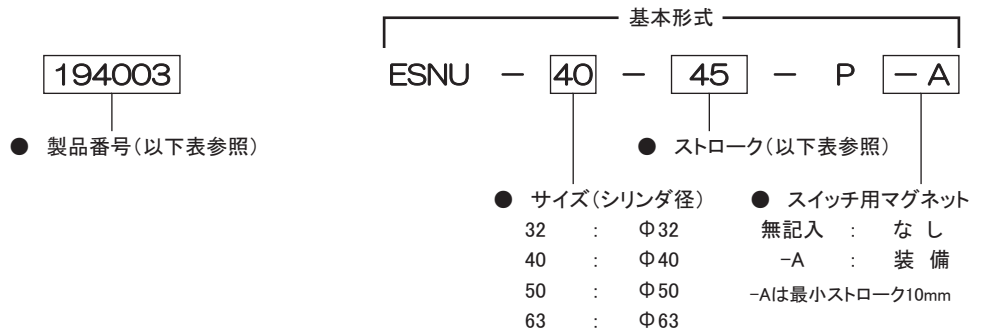 基本形式
194003
ESNU － 40 － 45 － P －A
● 製品番号(以下表参照)
● ストローク(以下表参照)
● サイズ(シリンダ径)
32 : Φ32
40 : Φ40
50 : Φ50
63 : Φ63
● スイッチ用マグネット
無記入 : なし
-A : 装備
-Aは最小ストローク10mm